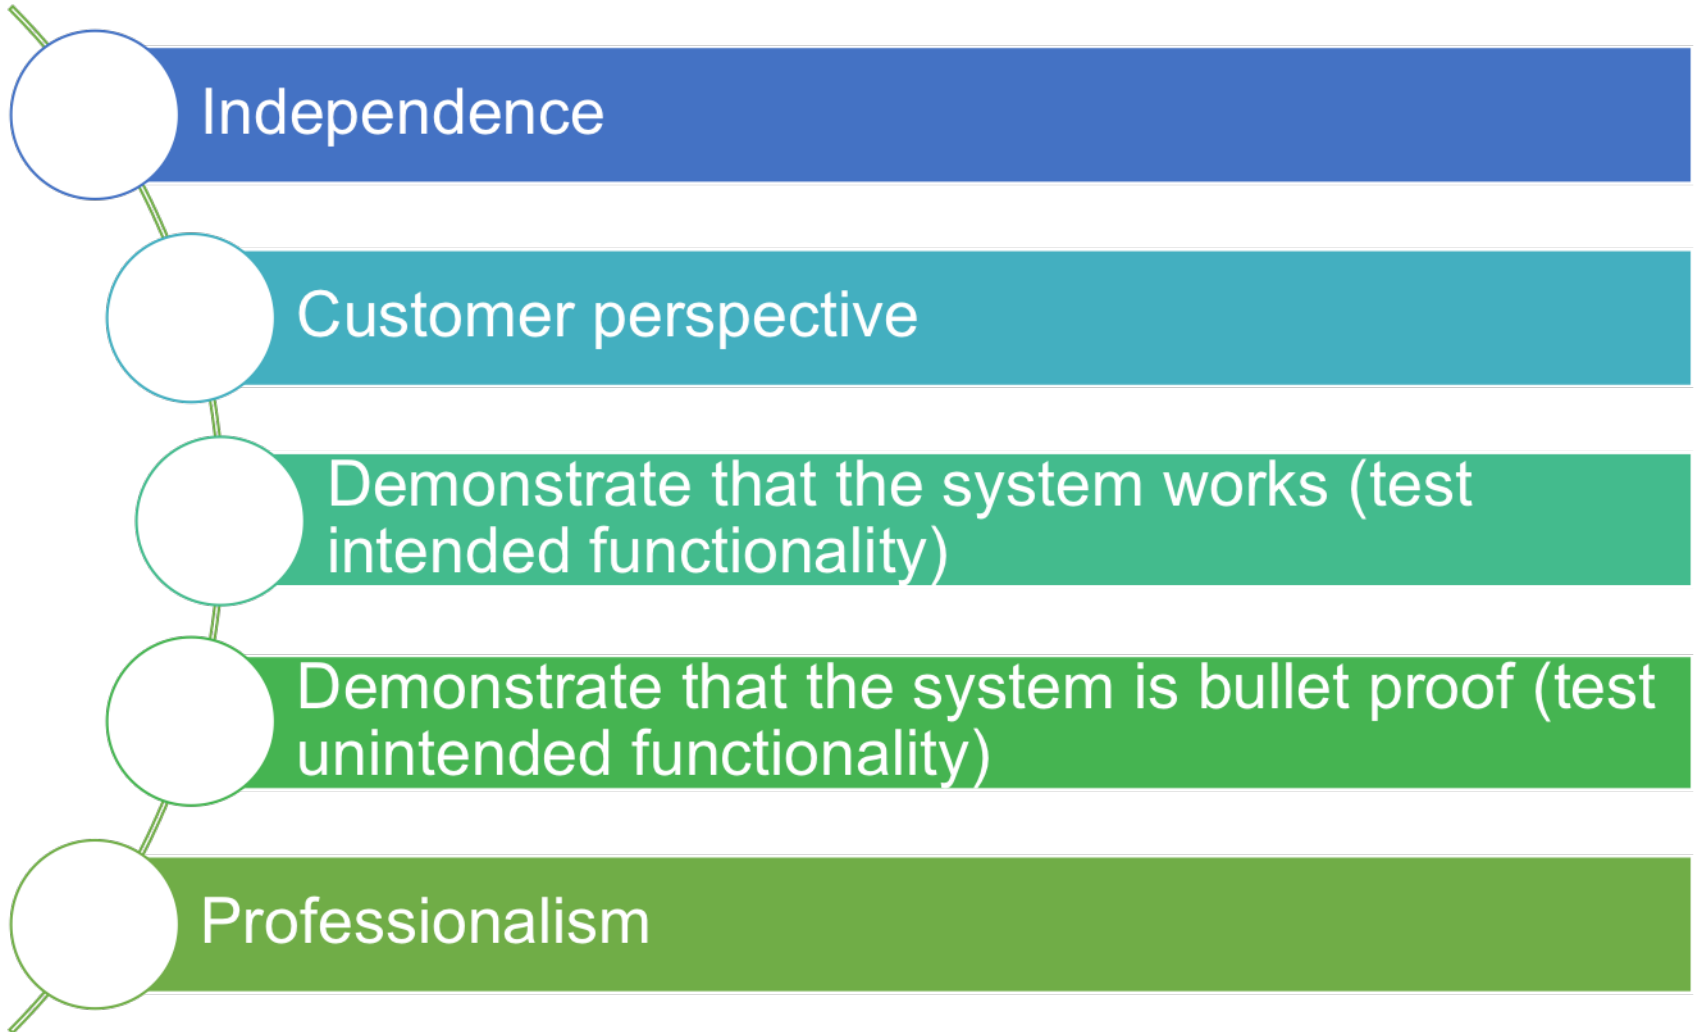 Independence
Customer perspective
Demonstrate that the system works (test
intended functionality)
Demonstrate that the system is bullet proof (test
unintended functionality)
Professionalism